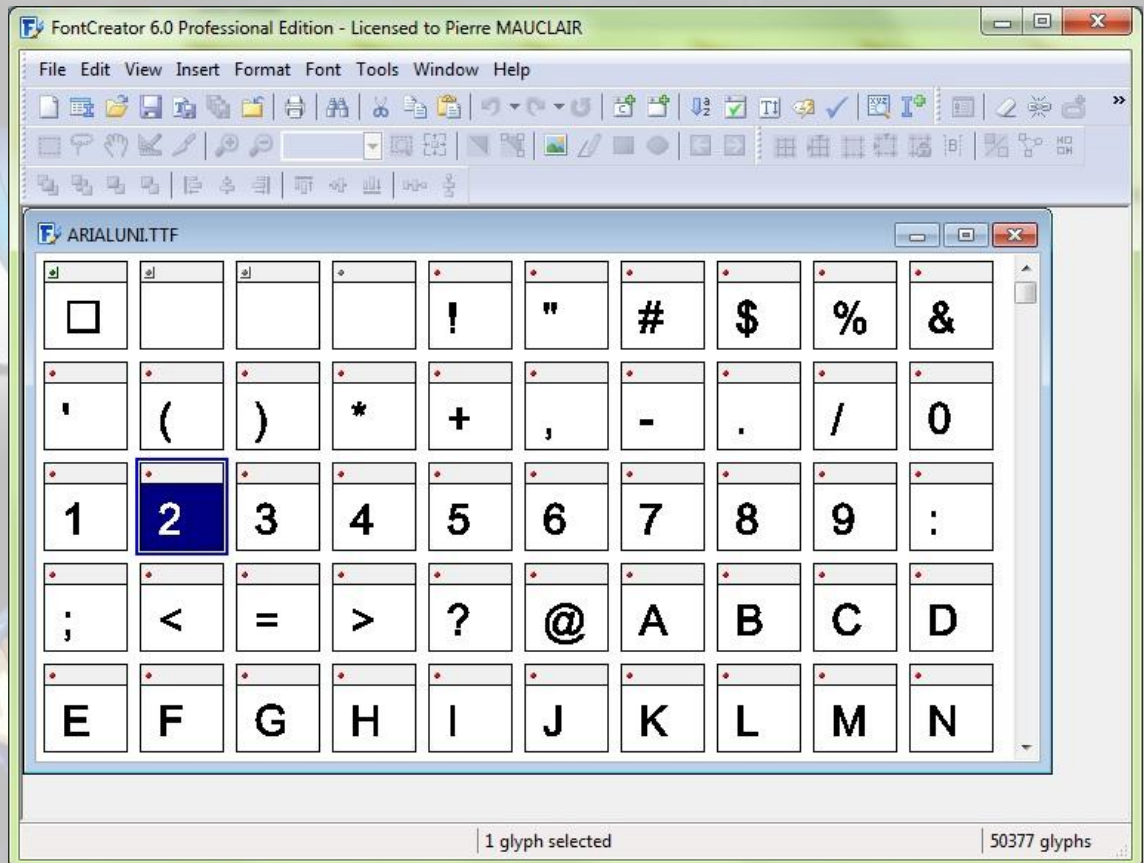 FontCreator 6.0 Professional Edition - Licensed to Pierre MAUCLAIR
File Edit View Insert Format Font Tools Window Help
ARIALUNI.TTF
! " # $ % &
' ( ) * + , - . / 0
1 2 3 4 5 6 7 8 9 :
; < = > ? @ A B C D
E F G H I J K L M N
1 glyph selected
50377 glyphs